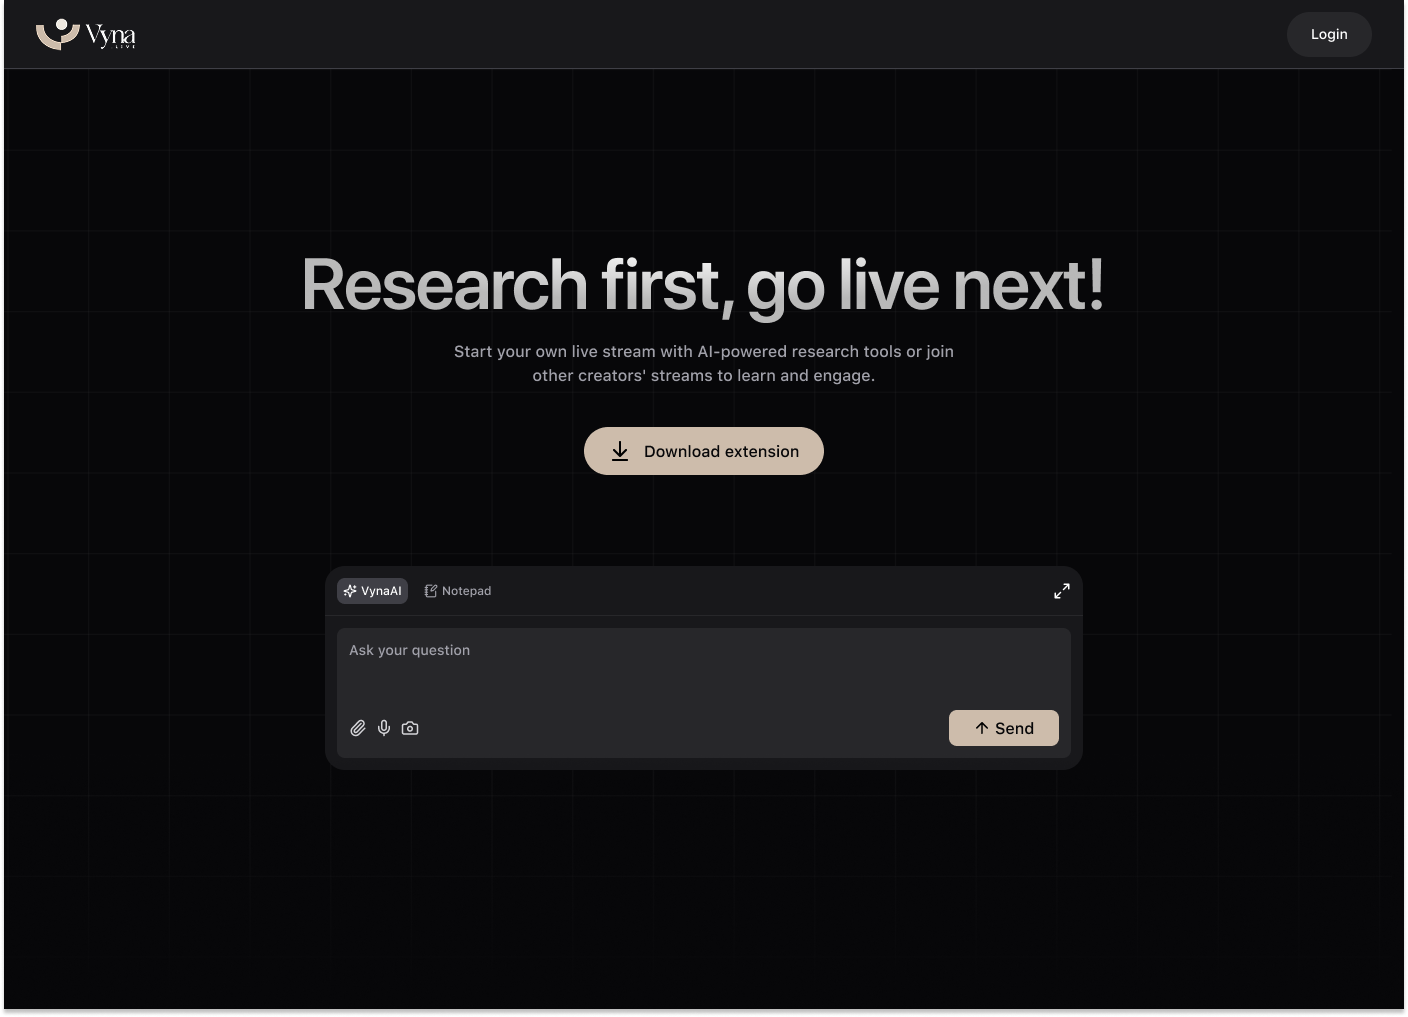 Vyna
LIVE
Login
Research first, go live next!
Start your own live stream with AI-powered research tools or join
other creators' streams to learn and engage.
Download extension
VynaAI
Notepad
Ask your question
Send